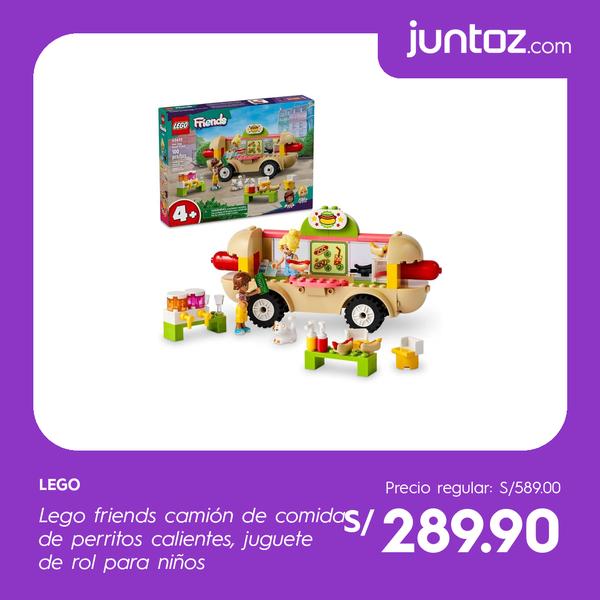 juntoz.com
LEGO Friends
100
4+
LEGO
Precio regular: S/589.00
Lego friends camión de comida
de perritos calientes, juguete
de rol para niños
S/ 289.90